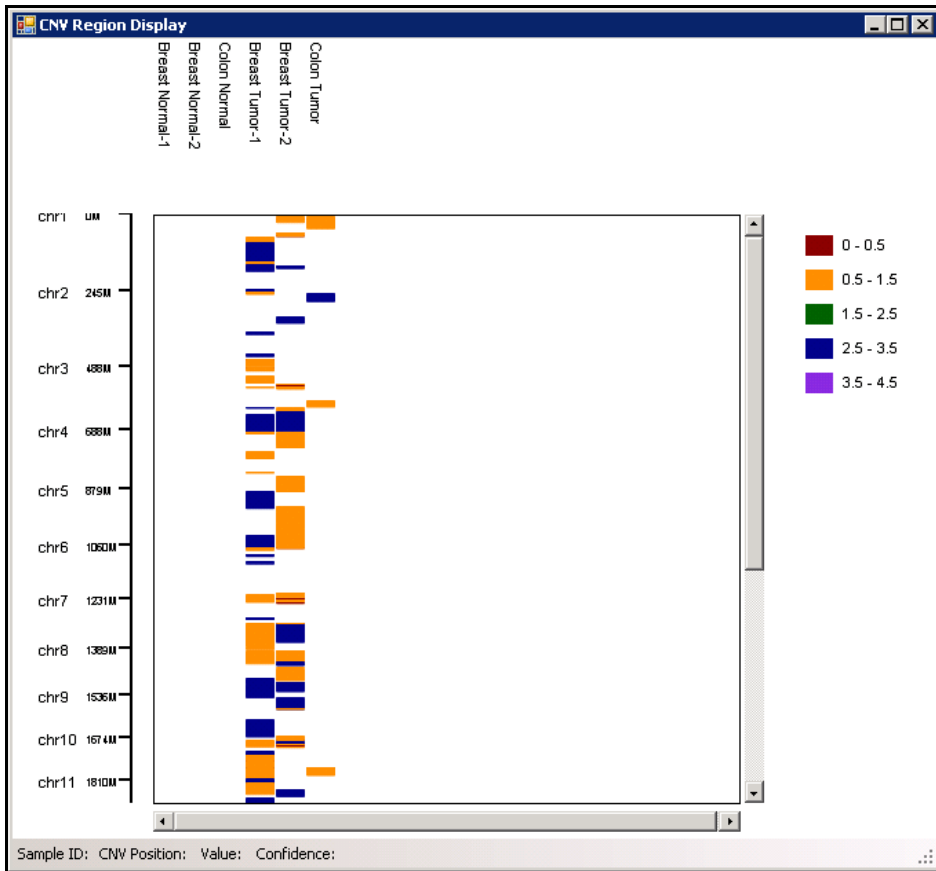 CNV Region Display
Breast Normal-1
Breast Normal-2
Colon Normal
Breast Tumor-1
Breast Tumor-2
Colon Tumor
chr1 0M
chr2 245M
chr3 488M
chr4 688M
chr5 879M
chr6 1060M
chr7 1231M
chr8 1389M
chr9 1536M
chr10 1674M
chr11 1810M
0 - 0.5
0.5 - 1.5
1.5 - 2.5
2.5 - 3.5
3.5 - 4.5
Sample ID: CNV Position: Value: Confidence: